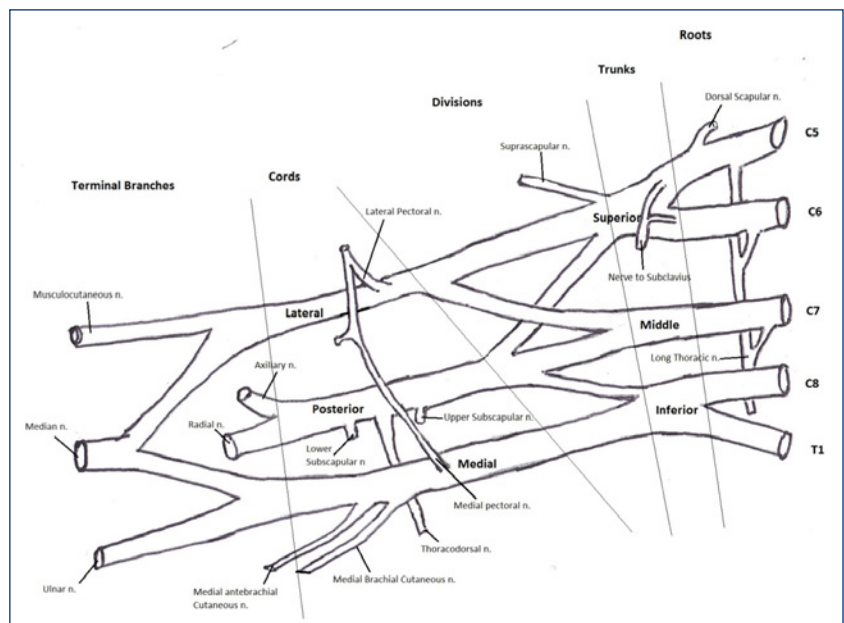 Roots
Trunks
Dorsal Scapular n.
Divisions
C5
Suprascapular n.
Cords
Terminal Branches
Lateral Pectoral n.
C6
Superior
Nerve to Subclavius
Musculocutaneous n.
Lateral
C7
Middle
Long Thoracic n.
Axillary n.
C8
Posterior
Inferior
Upper Subscapular n.
Radial n.
Median n.
Lower
Subscapular n
T1
Medial
Medial pectoral n.
Thoracodorsal n.
Medial Brachial Cutaneous n.
Ulnar n.
Medial antebrachial
Cutaneous n.